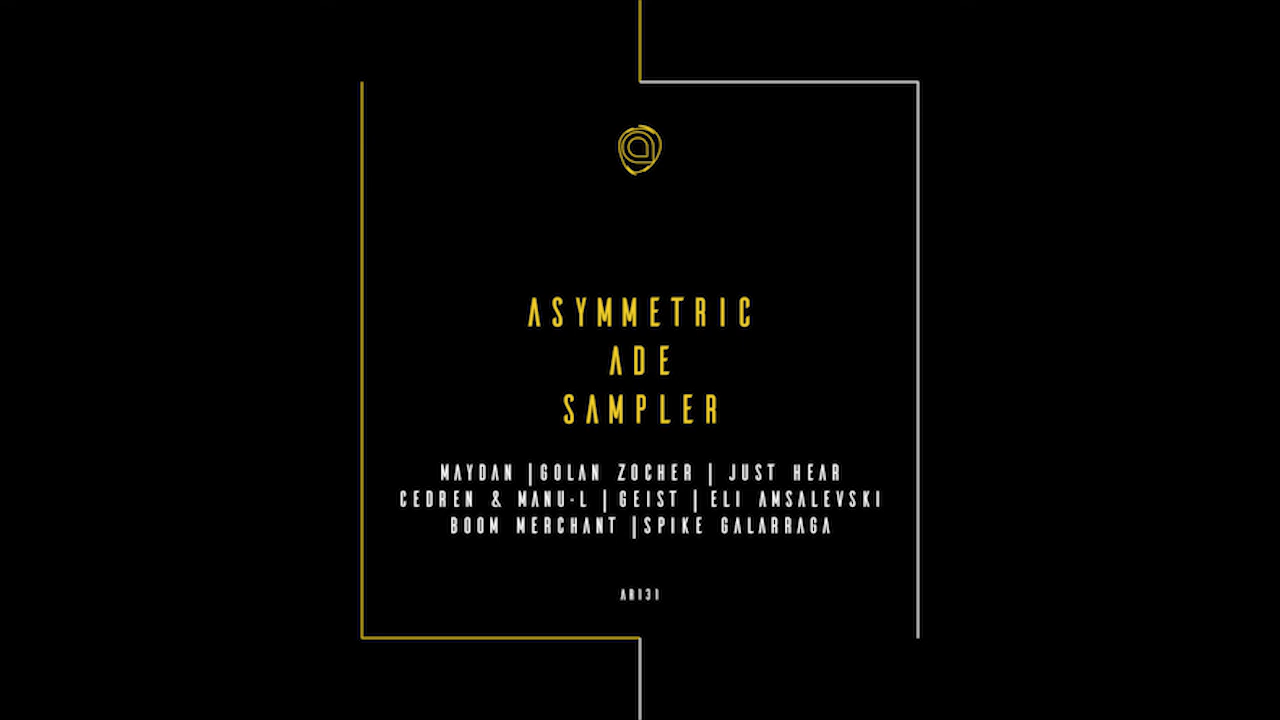 ASYMMETRIC
ADE
SAMPLER
MAYDAN | GOLAN ZOCHER | JUST HEAR
CEDREN & MANU-L | GEIST | ELI AMSALEVSKI
BOOM MERCHANT | SPIKE GALARRAGA
AR131